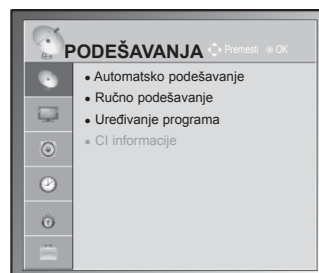 PODEŠAVANJA Premesti OK
• Automatsko podešavanje
• Ručno podešavanje
• Uređivanje programa
• CI informacije